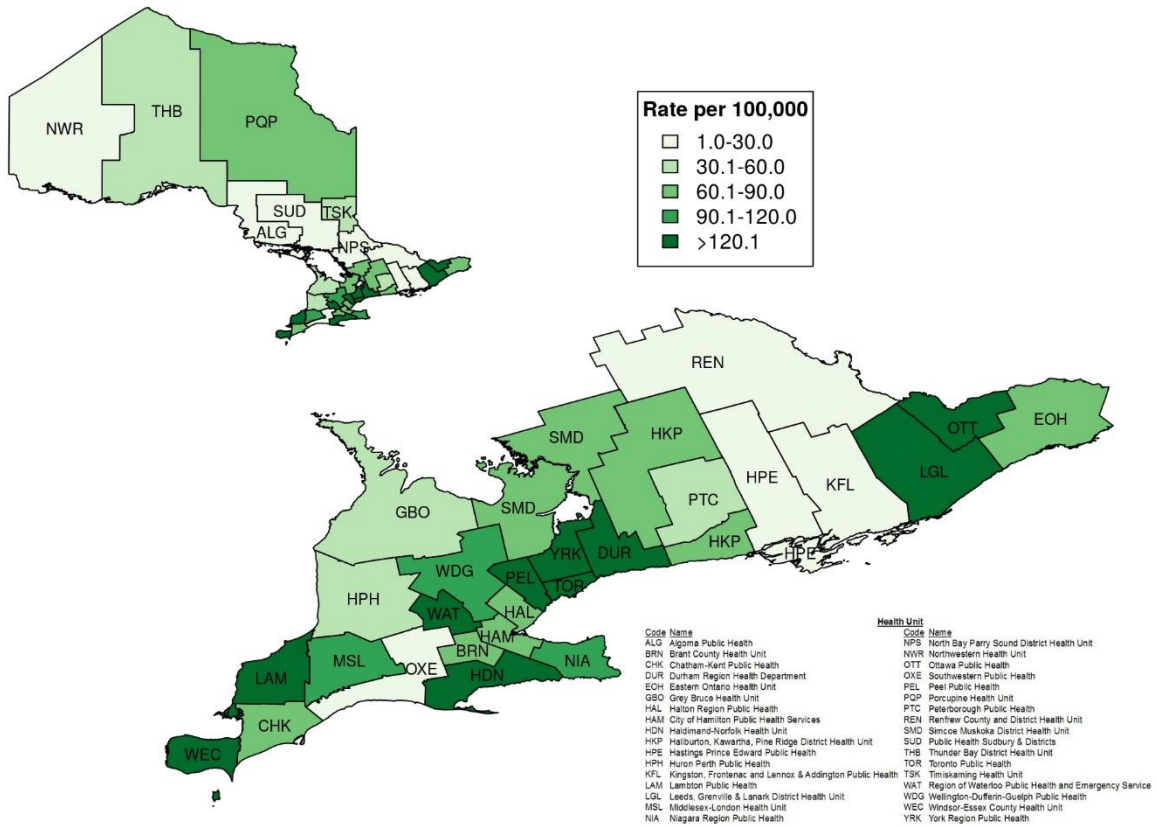 NWR
THB
PQP
SUD
TSK
ALG
NPS
Rate per 100,000
1.0-30.0
30.1-60.0
60.1-90.0
90.1-120.0
>120.1
REN
SMD
HKP
OTT
EOH
LGL
HPE
KFL
PTC
GBO
SMD
HKP
HPE
YRK
DUR
WDG
PEL
TOR
HPH
WAT
HAL
HAM
BRN
OXE
MSL
HDN
NIA
LAM
CHK
WEC
Health Unit
Code Name
ALG Algoma Public Health
BRN Brant County Health Unit
CHK Chatham-Kent Public Health
DUR Durham Region Health Department
EOH Eastern Ontario Health Unit
GBO Grey Bruce Health Unit
HAL Halton Region Public Health
HAM City of Hamilton Public Health Services
HDN Haldimand-Norfolk Health Unit
HKP Haliburton, Kawartha, Pine Ridge District Health Unit
HPE Hastings Prince Edward Public Health
HPH Huron Perth Public Health
KFL Kingston, Frontenac and Lennox & Addington Public Health
LAM Lambton Public Health
LGL Leeds, Grenville & Lanark District Health Unit
MSL Middlesex-London Health Unit
NIA Niagara Region Public Health
Code Name
NPS North Bay Parry Sound District Health Unit
NWR Northwestern Health Unit
OTT Ottawa Public Health
OXE Southwestern Public Health
PEL Peel Public Health
PQP Porcupine Health Unit
PTC Peterborough Public Health
REN Renfrew County and District Health Unit
SMD Simcoe Muskoka District Health Unit
SUD Public Health Sudbury & Districts
THB Thunder Bay District Health Unit
TOR Toronto Public Health
TSK Timiskaming Health Unit
WAT Region of Waterloo Public Health and Emergency Service
WDG Wellington-Dufferin-Guelph Public Health
WEC Windsor-Essex County Health Unit
YRK York Region Public Health